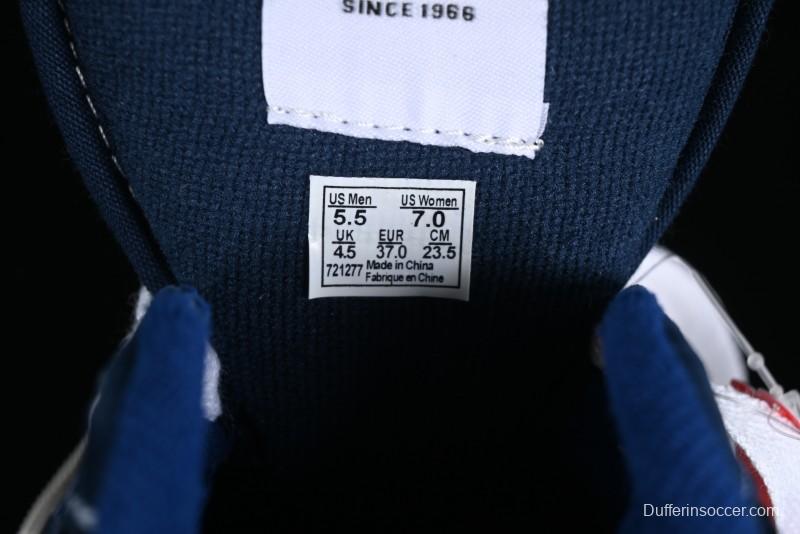 SINCE 1966
US Men US Women
5.5 7.0
UK EUR CM
4.5 37.0 23.5
721277 Made in China
Fabrique en Chine
Dufferinsoccer.com